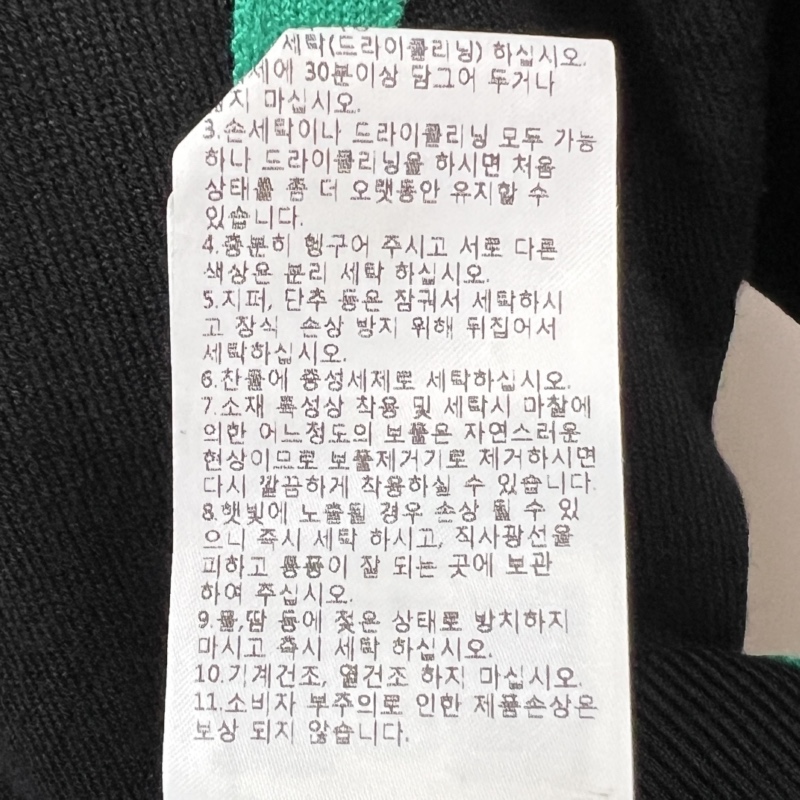 세탁(드라이클리닝) 하십시오.
세에 30분이상 담그어 두거나
지 마십시오.
3.손세탁이나 드라이클리닝 모두 가능
하나 드라이클리닝을 하시면 처음
상태를 좀 더 오랫동안 유지할 수
있습니다.
4.충분히 헹구어 주시고 서로 다른
색상은 분리 세탁 하십시오.
5.지퍼, 단추 등은 잠궈서 세탁하시
고 장식 손상 방지 위해 뒤집어서
세탁하십시오.
6.찬물에 중성세제로 세탁하십시오.
7.소재 특성상 착용 및 세탁시 마찰에
의한 어느정도의 보풀은 자연스러운
현상이므로 보풀제거기로 제거하시면
다시 깔끔하게 착용하실 수 있습니다.
8.햇빛에 노출될 경우 손상 될 수 있
으니 즉시 세탁 하시고, 직사광선을
피하고 통풍이 잘 되는 곳에 보관
하여 주십시오.
9.물,땀 등에 젖은 상태로 방치하지
마시고 즉시 세탁 하십시오.
10.기계건조, 열건조 하지 마십시오.
11.소비자 부주의로 인한 제품손상은
보상 되지 않습니다.